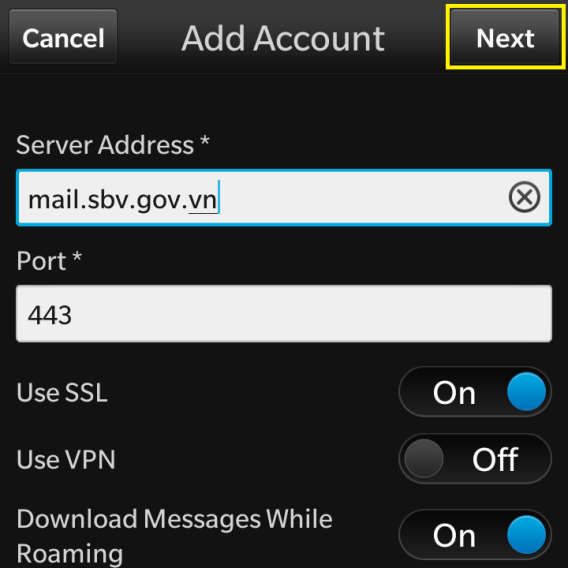 Cancel
Add Account
Next
Server Address *
mail.sbv.gov.vn
Port *
443
Use SSL
On
Use VPN
Off
Download Messages While
Roaming
On